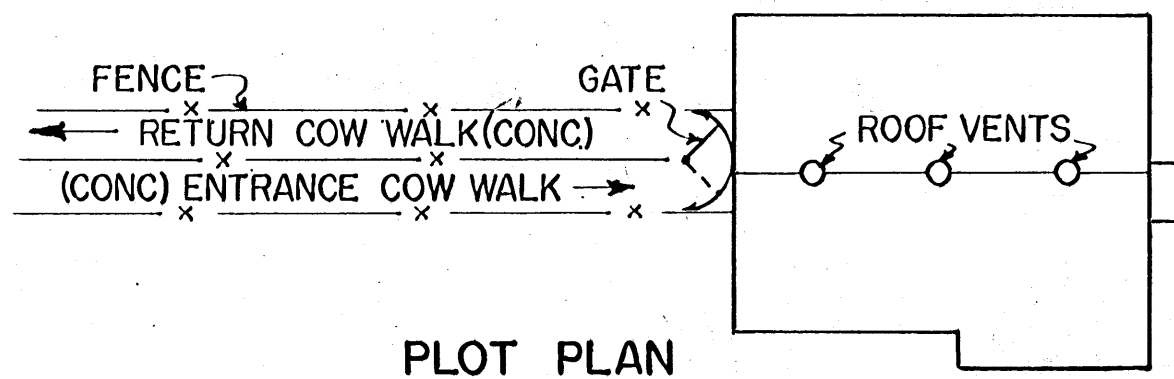 FENCE
GATE
RETURN COW WALK (CONC.)
ROOF VENTS
(CONC) ENTRANCE COW WALK
PLOT PLAN